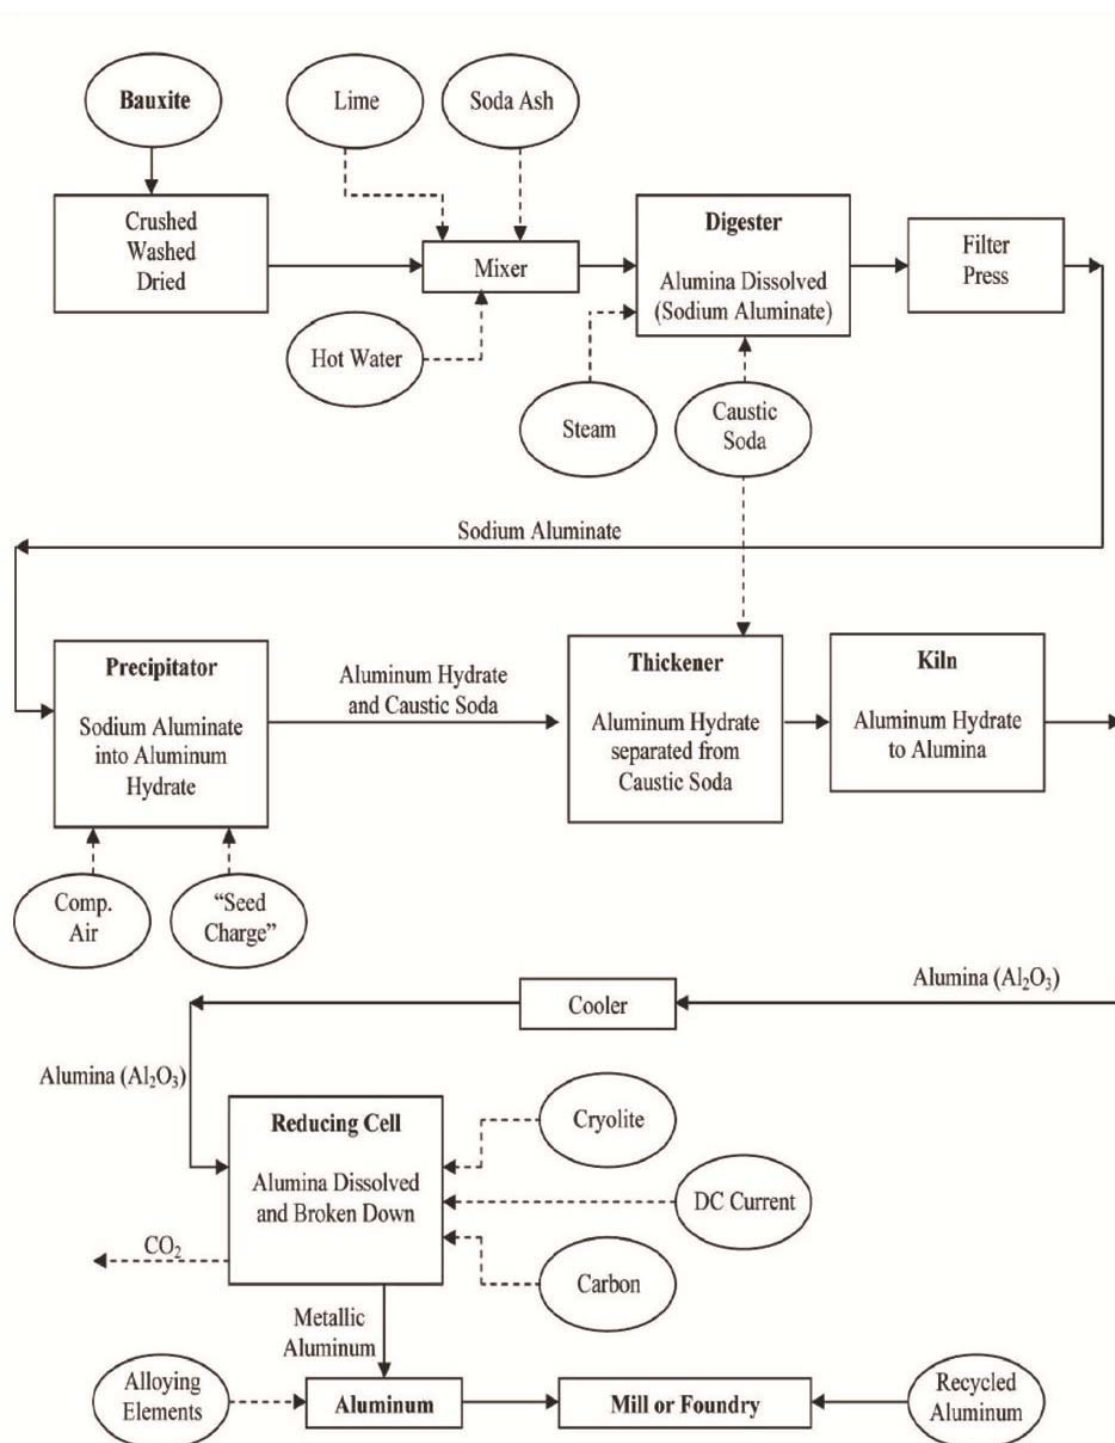 Bauxite
Lime
Soda Ash
Crushed
Washed
Dried
Mixer
Digester
Alumina Dissolved
(Sodium Aluminate)
Filter
Press
Hot Water
Steam
Caustic
Soda
Sodium Aluminate
Precipitator
Sodium Aluminate
into Aluminum
Hydrate
Aluminum Hydrate
and Caustic Soda
Thickener
Aluminum Hydrate
separated from
Caustic Soda
Kiln
Aluminum Hydrate
to Alumina
Comp.
Air
“Seed
Charge”
Alumina (Al₂O₃)
Cooler
Alumina (Al₂O₃)
Reducing Cell
Alumina Dissolved
and Broken Down
Cryolite
DC Current
Carbon
CO₂
Metallic
Aluminum
Alloying
Elements
Aluminum
Mill or Foundry
Recycled
Aluminum